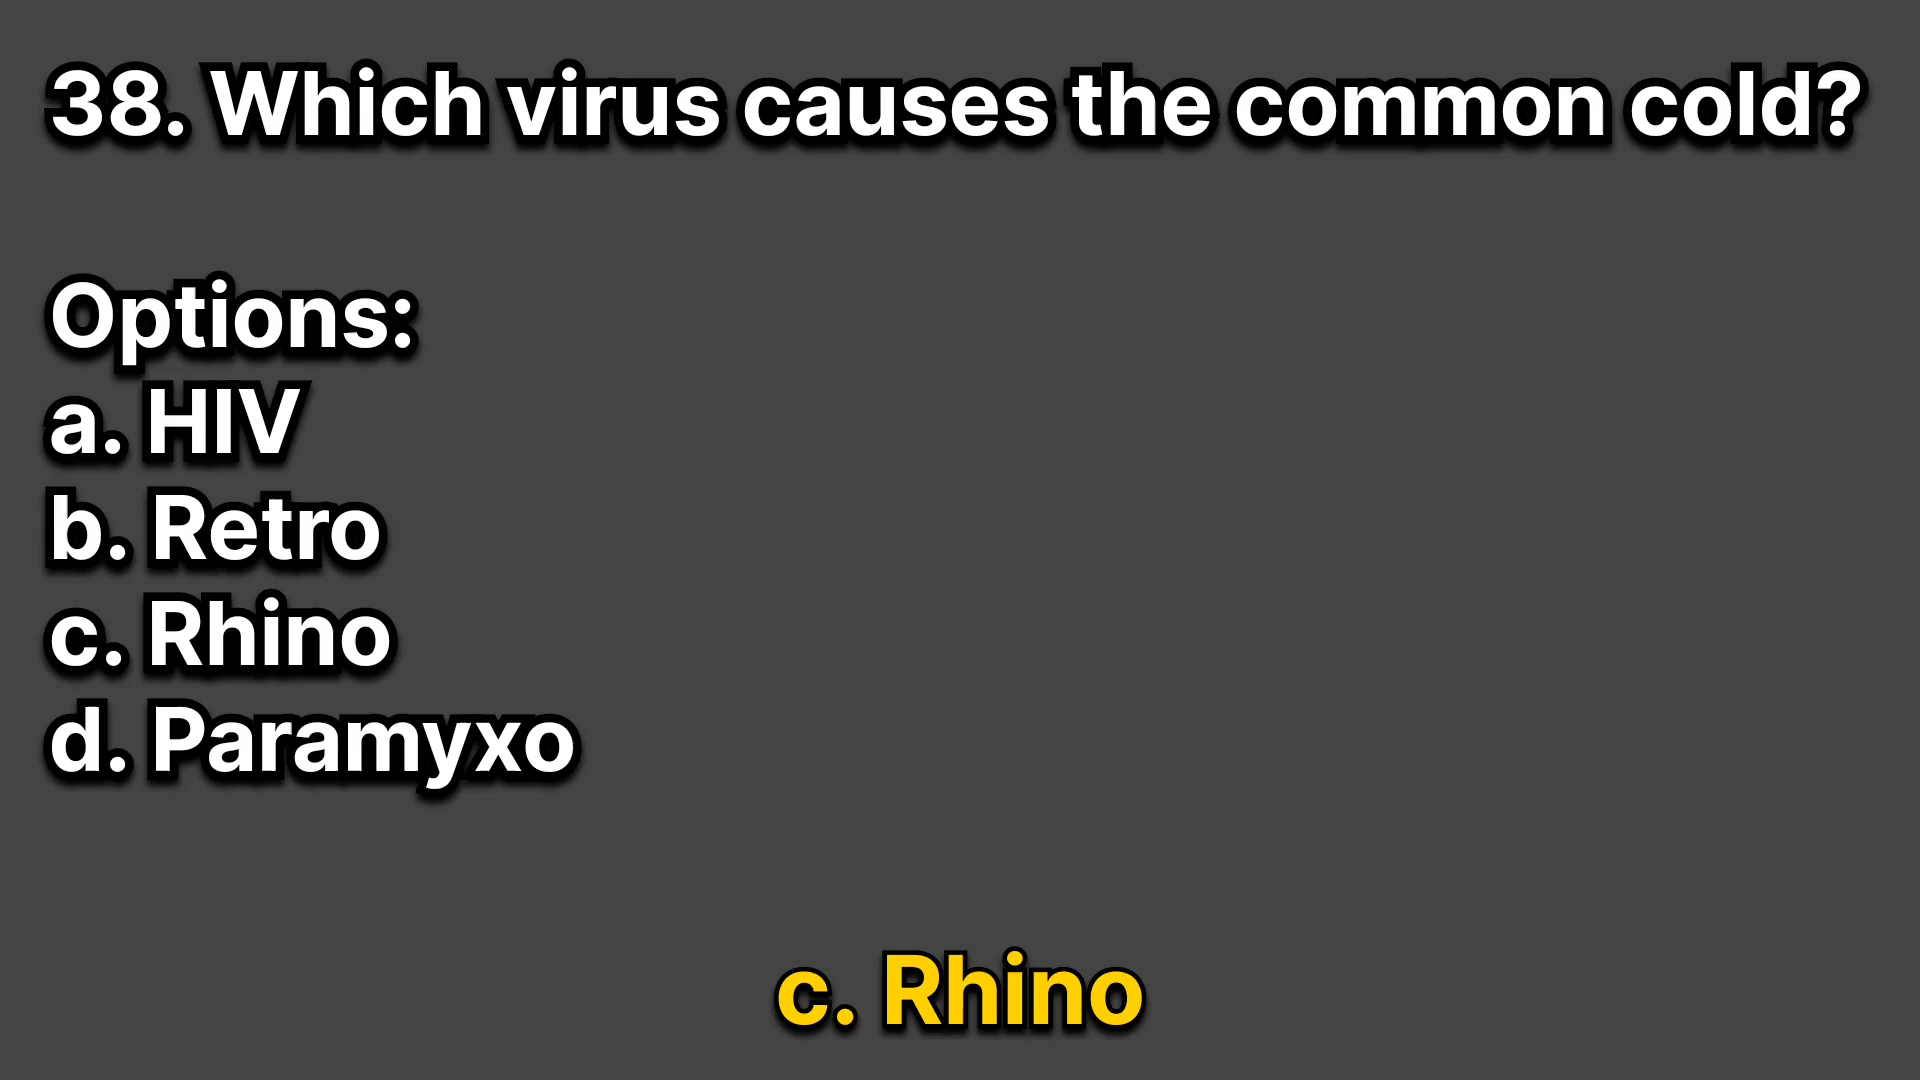 38. Which virus causes the common cold?
Options:
a. HIV
b. Retro
c. Rhino
d. Paramyxo
c. Rhino